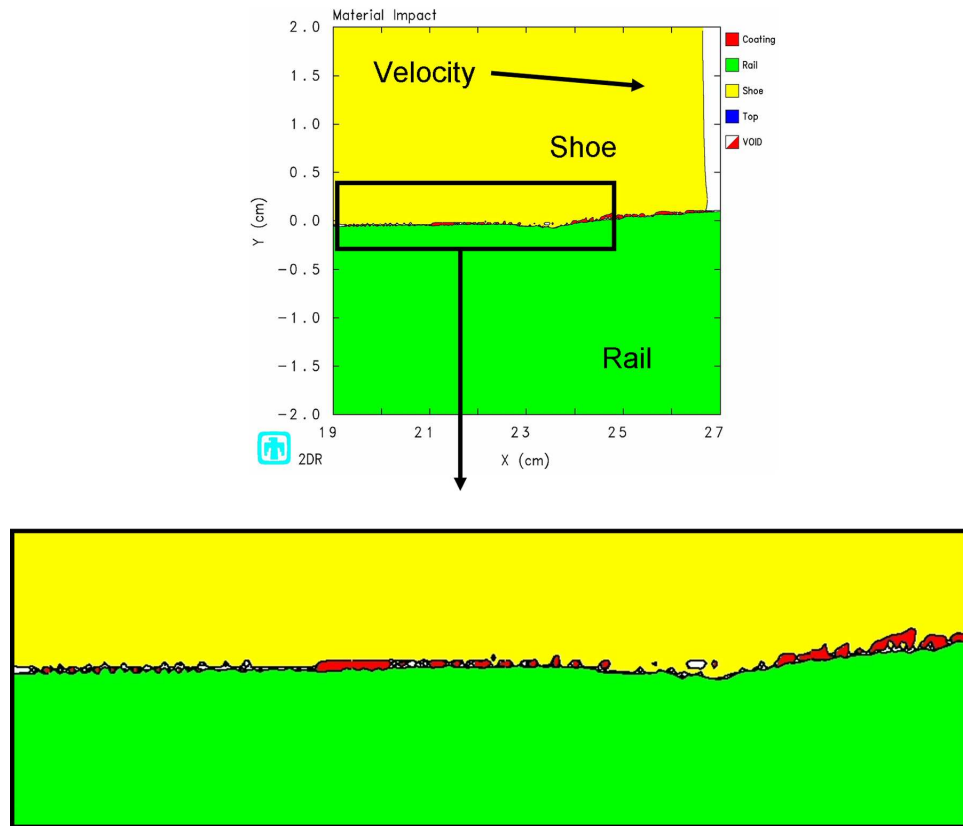 Material Impact
2.0
1.5
1.0
0.5
0.0
-0.5
-1.0
-1.5
-2.0
Y (cm)
Velocity
Shoe
Rail
Coating
Rail
Shoe
Top
VOID
19 21 23 25 27
2DR X (cm)